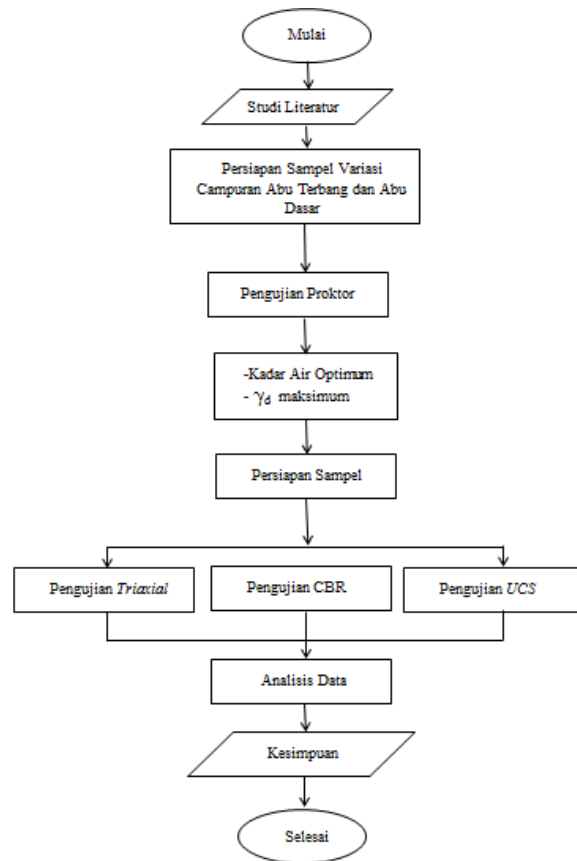 Mulai
Studi Literatur
Persiapan Sampel Variasi
Campuran Abu Terbang dan Abu
Dasar
Pengujian Proktor
-Kadar Air Optimum
- γd maksimum
Persiapan Sampel
Pengujian Triaxial
Pengujian CBR
Pengujian UCS
Analisis Data
Kesimpuan
Selesai